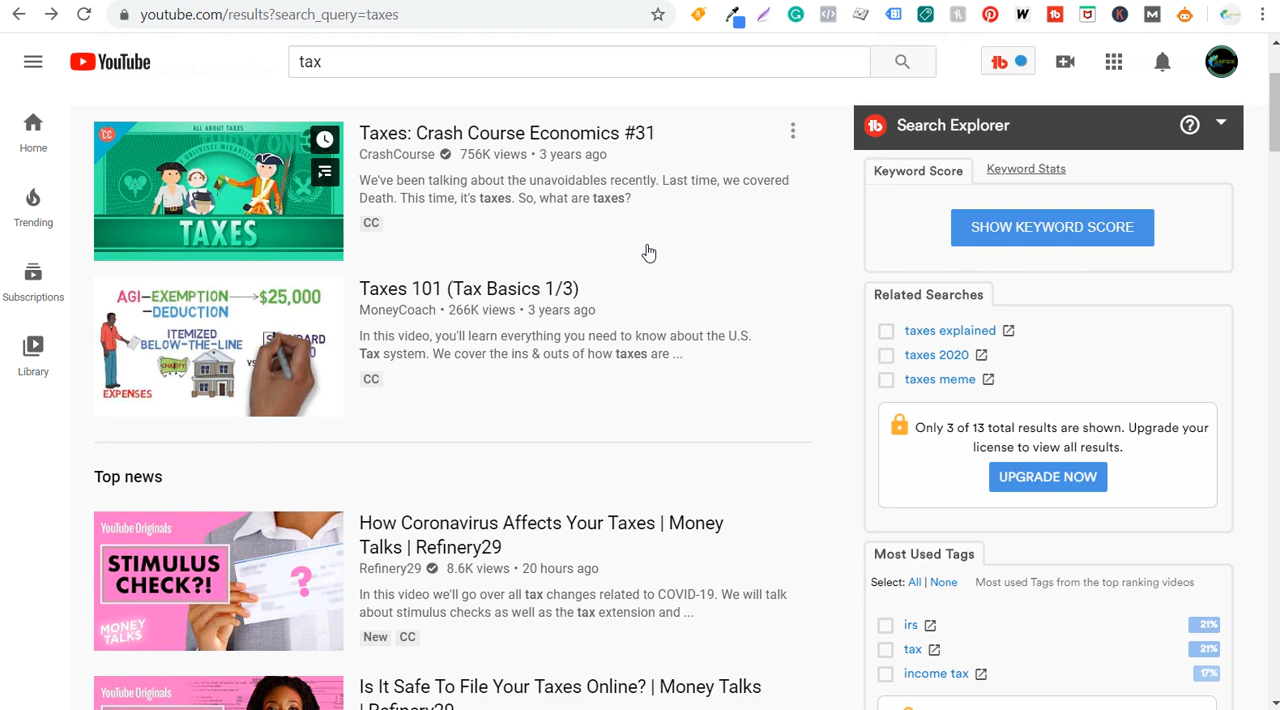 youtube.com/results?search_query=taxes
YouTube
tax
Home
Trending
Subscriptions
Library
CC
ALL ABOUT TAXES
TAXES
Taxes: Crash Course Economics #31
CrashCourse 756K views • 3 years ago
We've been talking about the unavoidables recently. Last time, we covered
Death. This time, it's taxes. So, what are taxes?
CC
AGI–EXEMPTION $25,000
–DEDUCTION
ITEMIZED
BELOW-THE-LINE
CHARITY
VS
EXPENSES
Taxes 101 (Tax Basics 1/3)
MoneyCoach • 266K views • 3 years ago
In this video, you'll learn everything you need to know about the U.S.
Tax system. We cover the ins & outs of how taxes are ...
CC
Top news
YouTube Originals
STIMULUS
CHECK?!
?
MONEY
TALK$
How Coronavirus Affects Your Taxes | Money
Talks | Refinery29
Refinery29 8.6K views • 20 hours ago
In this video we'll go over all tax changes related to COVID-19. We will talk
about stimulus checks as well as the tax extension and ...
New CC
YouTube Originals
Is It Safe To File Your Taxes Online? | Money Talks
| Refinery29
tb
tb Search Explorer
Keyword Score Keyword Stats
SHOW KEYWORD SCORE
Related Searches
taxes explained
taxes 2020
taxes meme
Only 3 of 13 total results are shown. Upgrade your
license to view all results.
UPGRADE NOW
Most Used Tags
Select: All | None Most used Tags from the top ranking videos
irs 21%
tax 21%
income tax 17%